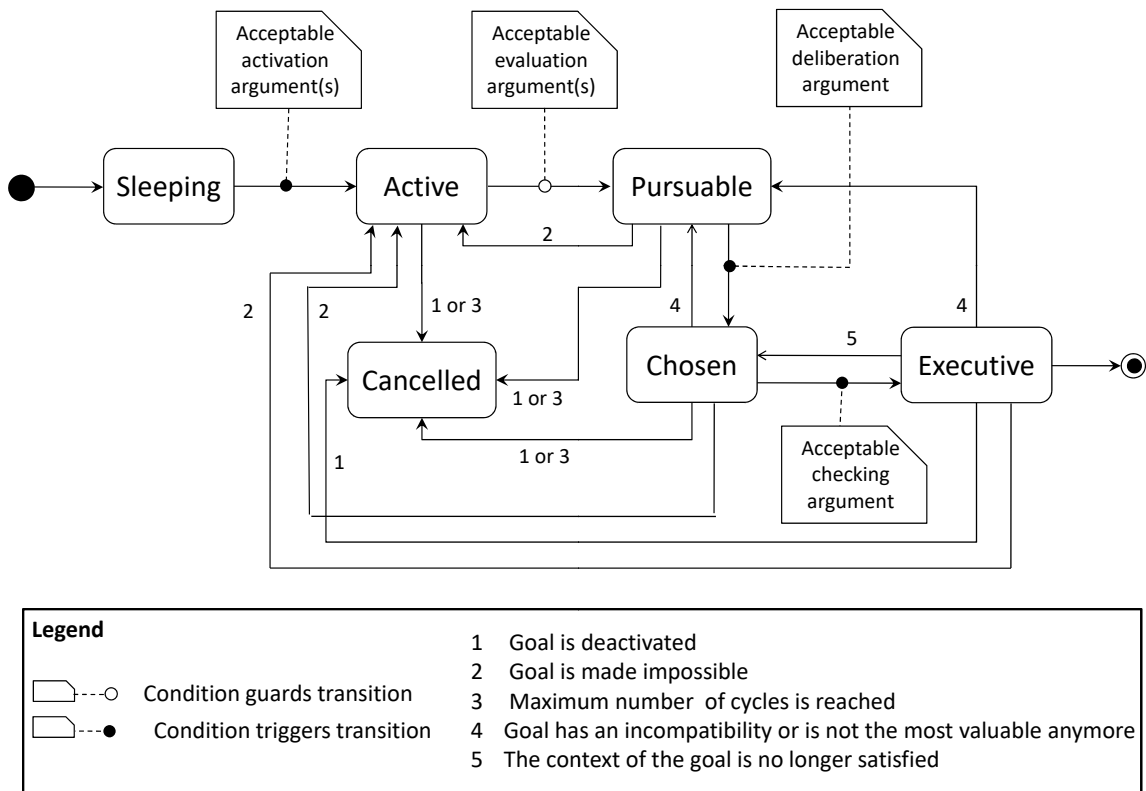 Acceptable
activation
argument(s)
Acceptable
evaluation
argument(s)
Acceptable
deliberation
argument
Sleeping
Active
Pursuable
2
2
2
1 or 3
4
4
5
Cancelled
Chosen
Executive
1 or 3
1 or 3
1
Acceptable
checking
argument
Legend
Condition guards transition
Condition triggers transition
1 Goal is deactivated
2 Goal is made impossible
3 Maximum number of cycles is reached
4 Goal has an incompatibility or is not the most valuable anymore
5 The context of the goal is no longer satisfied